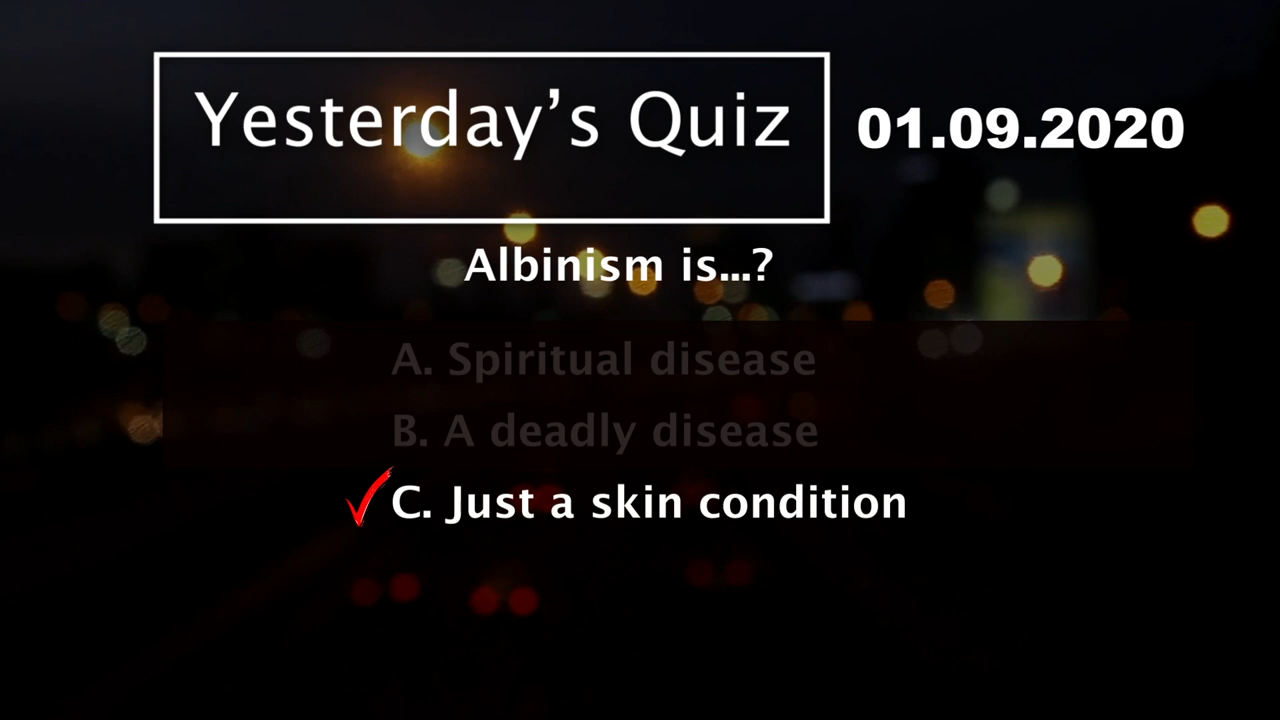 Yesterday’s Quiz
01.09.2020
Albinism is...?
A. Spiritual disease
B. A deadly disease
C. Just a skin condition